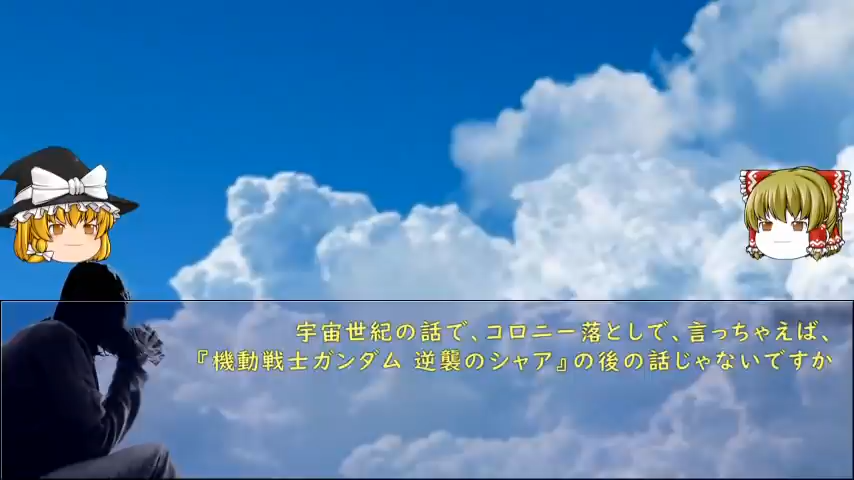 宇宙世紀の話で、コロニー落としで、言っちゃえば、
『機動戦士ガンダム 逆襲のシャア』の後の話じゃないですか